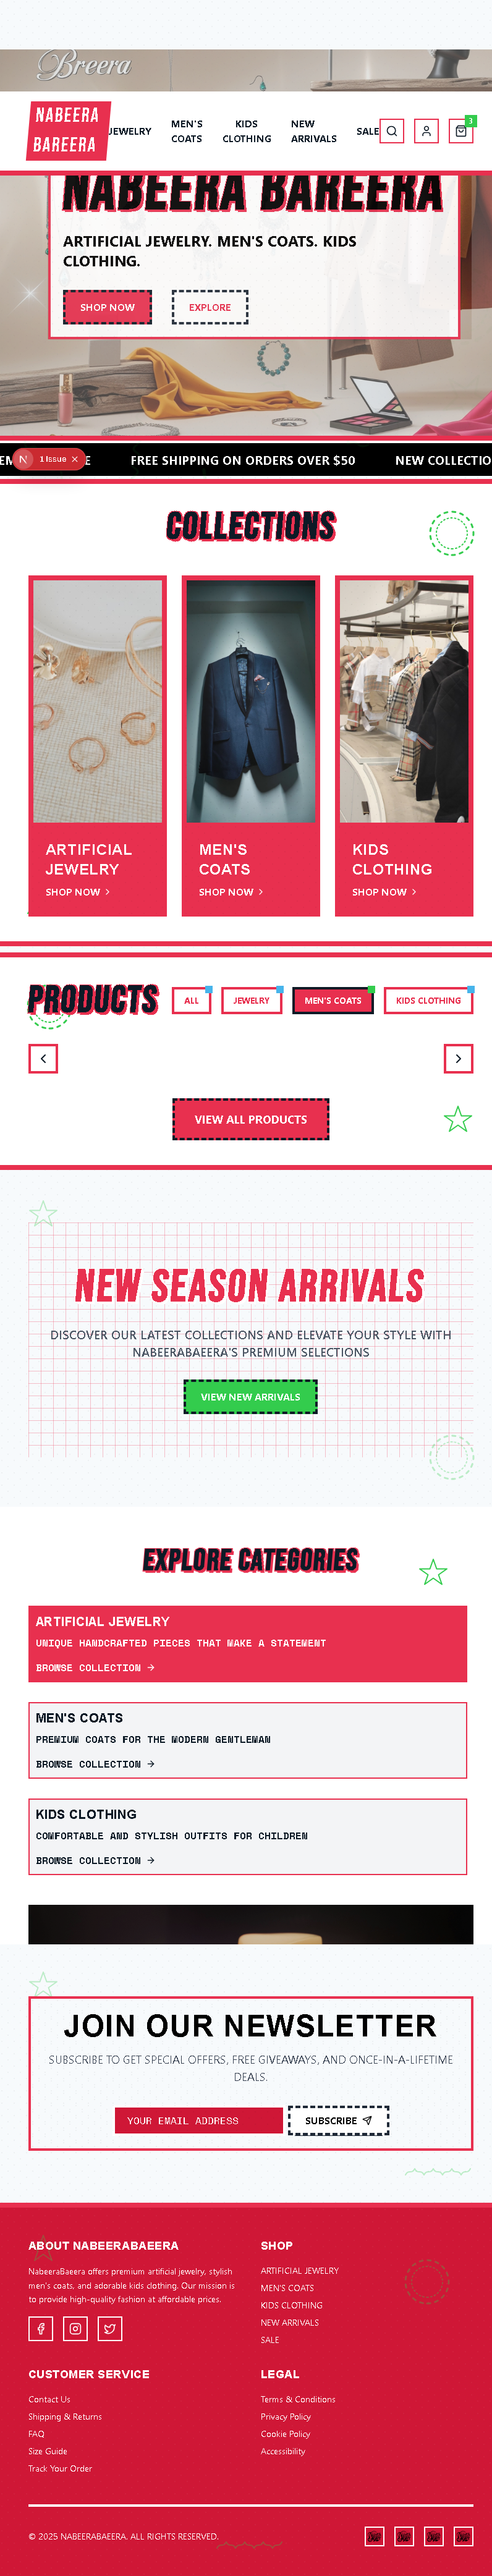 Breera
NABEERA
BAREERA
JEWELRY
MEN'S
COATS
KIDS
CLOTHING
NEW
ARRIVALS
SALE
3
NABEERA BAREERA
ARTIFICIAL JEWELRY. MEN'S COATS. KIDS
CLOTHING.
SHOP NOW
EXPLORE
N 1 Issue
FREE SHIPPING ON ORDERS OVER $50
NEW COLLECTIO
COLLECTIONS
ARTIFICIAL
JEWELRY
SHOP NOW
MEN'S
COATS
SHOP NOW
KIDS
CLOTHING
SHOP NOW
PRODUCTS
ALL
JEWELRY
MEN'S COATS
KIDS CLOTHING
VIEW ALL PRODUCTS
NEW SEASON ARRIVALS
DISCOVER OUR LATEST COLLECTIONS AND ELEVATE YOUR STYLE WITH
NABEERABAEERA'S PREMIUM SELECTIONS
VIEW NEW ARRIVALS
EXPLORE CATEGORIES
ARTIFICIAL JEWELRY
UNIQUE HANDCRAFTED PIECES THAT MAKE A STATEMENT
BROWSE COLLECTION →
MEN'S COATS
PREMIUM COATS FOR THE MODERN GENTLEMAN
BROWSE COLLECTION →
KIDS CLOTHING
COMFORTABLE AND STYLISH OUTFITS FOR CHILDREN
BROWSE COLLECTION →
JOIN OUR NEWSLETTER
SUBSCRIBE TO GET SPECIAL OFFERS, FREE GIVEAWAYS, AND ONCE-IN-A-LIFETIME
DEALS.
YOUR EMAIL ADDRESS
SUBSCRIBE
ABOUT NABEERABAEERA
NabeeraBaeera offers premium artificial jewelry, stylish
men's coats, and adorable kids clothing. Our mission is
to provide high-quality fashion at affordable prices.
SHOP
ARTIFICIAL JEWELRY
MEN'S COATS
KIDS CLOTHING
NEW ARRIVALS
SALE
CUSTOMER SERVICE
Contact Us
Shipping & Returns
FAQ
Size Guide
Track Your Order
LEGAL
Terms & Conditions
Privacy Policy
Cookie Policy
Accessibility
© 2025 NABEERABAEERA. ALL RIGHTS RESERVED.